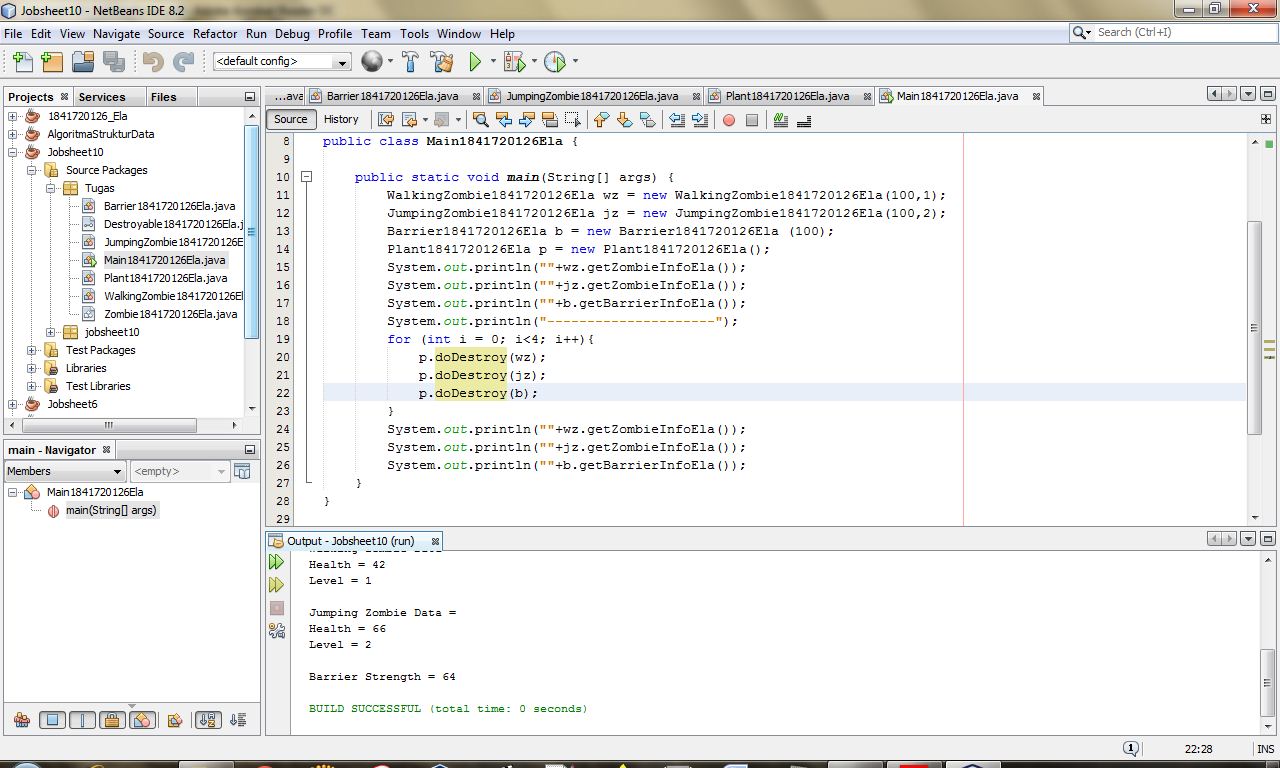 Jobsheet10 - NetBeans IDE 8.2
File Edit View Navigate Source Refactor Run Debug Profile Team Tools Window Help
Search (Ctrl+I)
<default config>
Projects Services Files
1841720126_Ela
AlgoritmaStrukturData
Jobsheet10
Source Packages
Tugas
Barrier1841720126Ela.java
Destroyable1841720126Ela.j
JumpingZombie1841720126E
Main1841720126Ela.java
Plant1841720126Ela.java
WalkingZombie1841720126El
Zombie1841720126Ela.java
jobsheet10
Test Packages
Libraries
Test Libraries
Jobsheet6
main - Navigator
Members <empty>
Main1841720126Ela
main(String[] args)
...ava Barrier1841720126Ela.java JumpingZombie1841720126Ela.java Plant1841720126Ela.java Main1841720126Ela.java
Source History
8 public class Main1841720126Ela {
9
10 public static void main(String[] args) {
11 WalkingZombie1841720126Ela wz = new WalkingZombie1841720126Ela(100,1);
12 JumpingZombie1841720126Ela jz = new JumpingZombie1841720126Ela(100,2);
13 Barrier1841720126Ela b = new Barrier1841720126Ela (100);
14 Plant1841720126Ela p = new Plant1841720126Ela();
15 System.out.println(""+wz.getZombieInfoEla());
16 System.out.println(""+jz.getZombieInfoEla());
17 System.out.println(""+b.getBarrierInfoEla());
18 System.out.println("---------------------");
19 for (int i = 0; i<4; i++){
20 p.doDestroy(wz);
21 p.doDestroy(jz);
22 p.doDestroy(b);
23 }
24 System.out.println(""+wz.getZombieInfoEla());
25 System.out.println(""+jz.getZombieInfoEla());
26 System.out.println(""+b.getBarrierInfoEla());
27 }
28 }
29
Output - Jobsheet10 (run)
Health = 42
Level = 1
Jumping Zombie Data =
Health = 66
Level = 2
Barrier Strength = 64
BUILD SUCCESSFUL (total time: 0 seconds)
1 22:28 INS